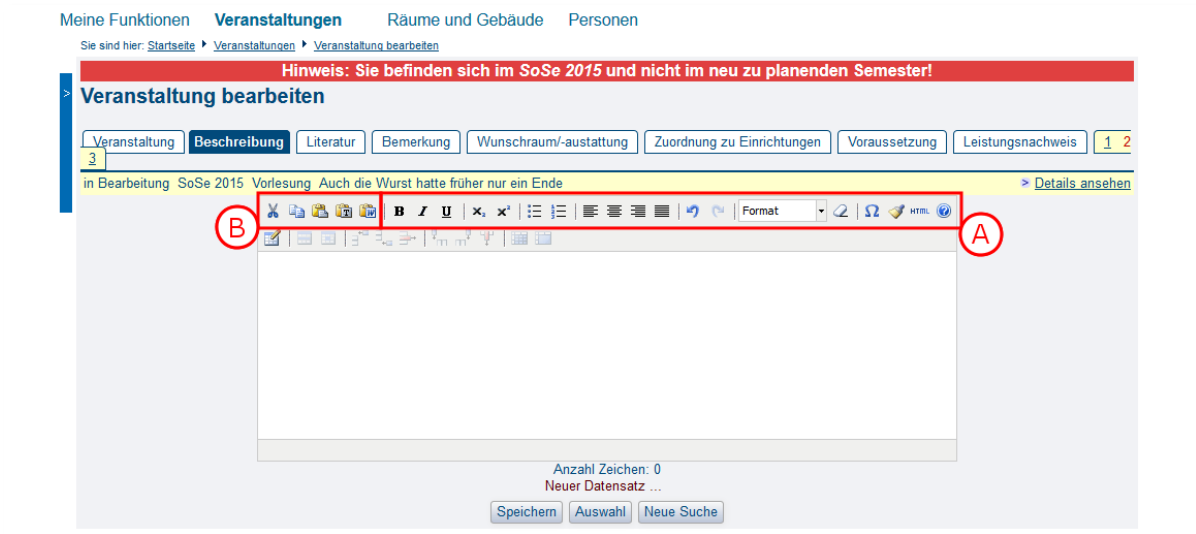 Meine Funktionen Veranstaltungen Räume und Gebäude Personen
Sie sind hier: Startseite Veranstaltungen Veranstaltung bearbeiten
Hinweis: Sie befinden sich im SoSe 2015 und nicht im neu zu planenden Semester!
> Veranstaltung bearbeiten
Veranstaltung Beschreibung Literatur Bemerkung Wunschraum/-austattung Zuordnung zu Einrichtungen Voraussetzung Leistungsnachweis 1 2
3
in Bearbeitung SoSe 2015 Vorlesung Auch die Wurst hatte früher nur ein Ende > Details ansehen
B I U x₂ x² Format Ω HTML ?
B A
Anzahl Zeichen: 0
Neuer Datensatz ...
Speichern Auswahl Neue Suche